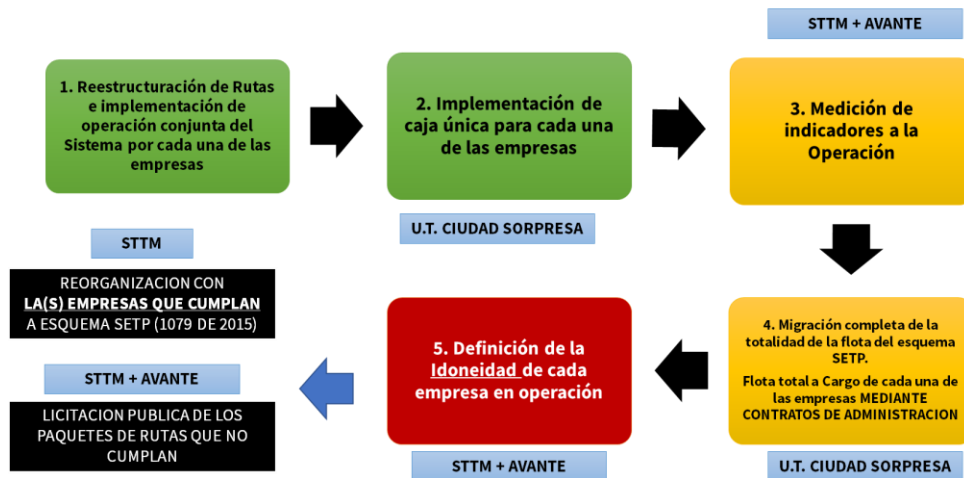 STTM + AVANTE
1. Reestructuración de Rutas
e implementación de
operación conjunta del
Sistema por cada una de las
empresas
2. Implementación de
caja única para cada una
de las empresas
3. Medición de
indicadores a la
Operación
U.T. CIUDAD SORPRESA
STTM
REORGANIZACION CON
LA(S) EMPRESAS QUE CUMPLAN
A ESQUEMA SETP (1079 DE 2015)
STTM + AVANTE
LICITACION PUBLICA DE LOS
PAQUETES DE RUTAS QUE NO
CUMPLAN
5. Definición de la
Idoneidad de cada
empresa en operación
STTM + AVANTE
4. Migración completa de la
totalidad de la flota del esquema
SETP.
Flota total a Cargo de cada una de
las empresas MEDIANTE
CONTRATOS DE ADMINISTRACION
U.T. CIUDAD SORPRESA